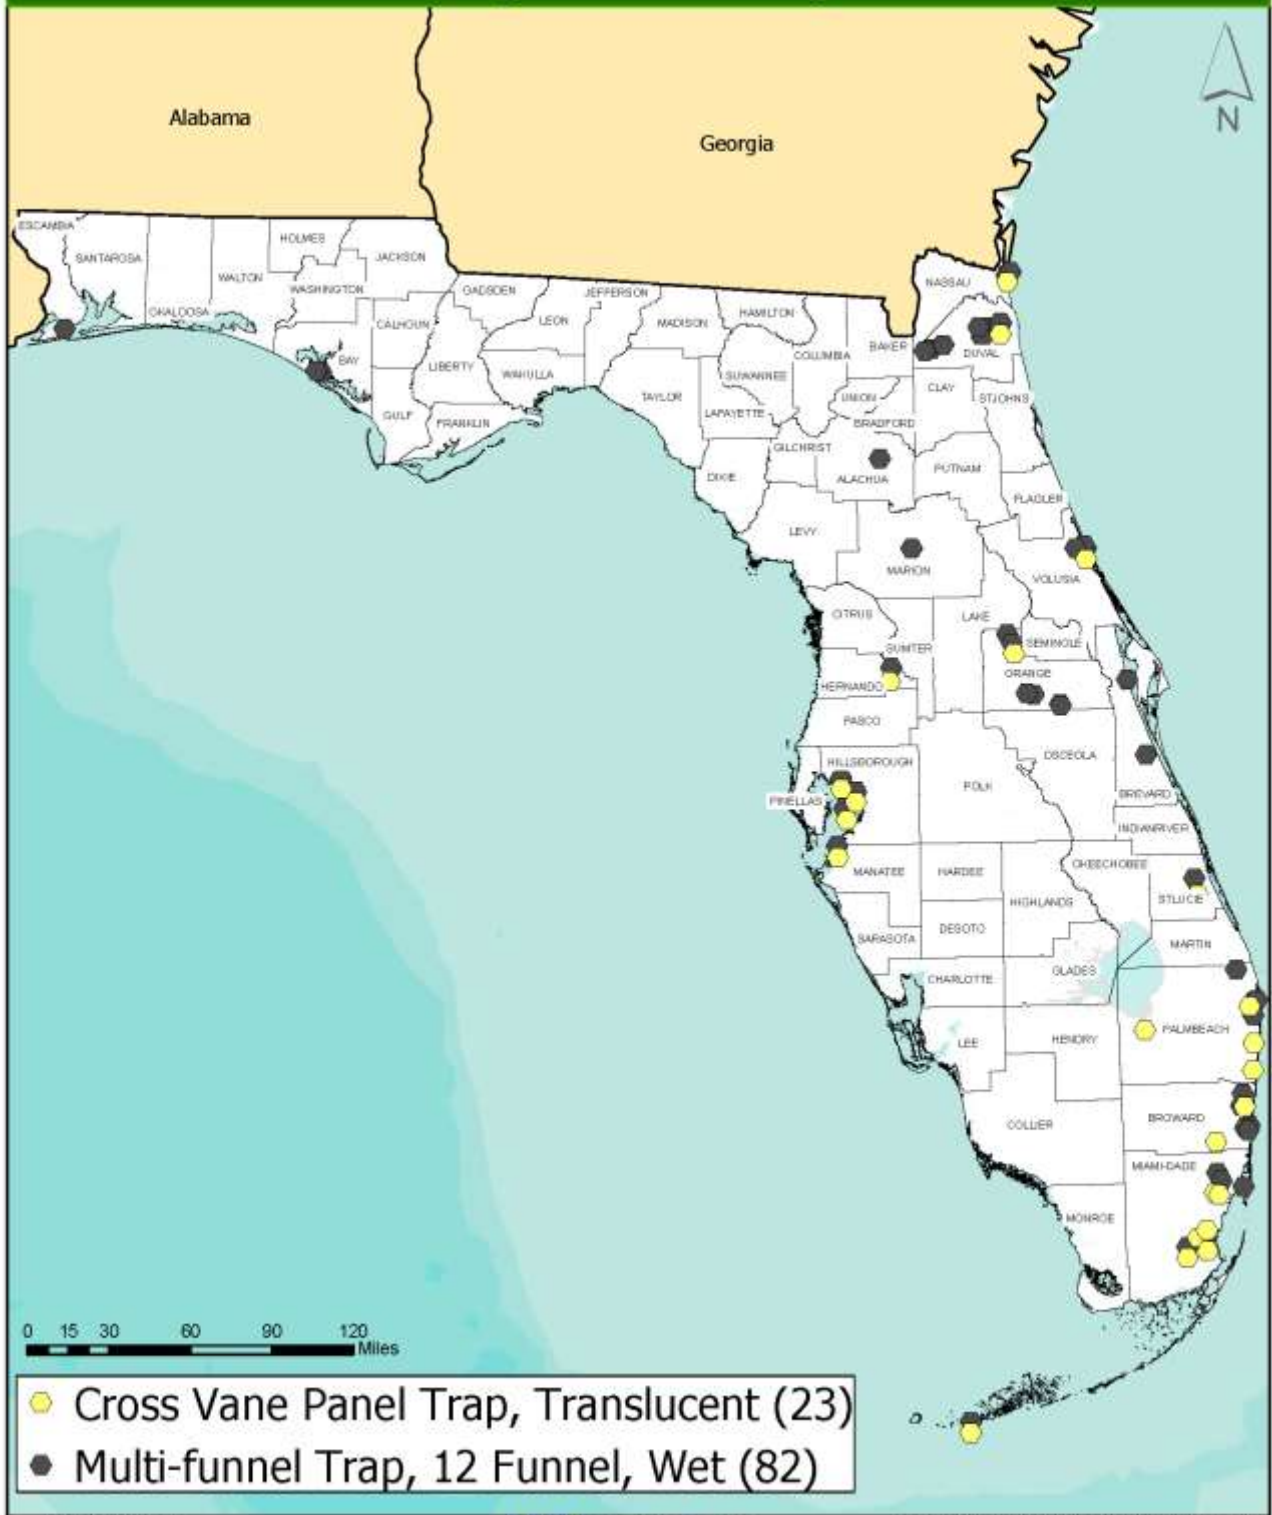 Alabama
Georgia
N
ESCAMBIA
SANTAROSA
OKALOOSA
WALTON
HOLMES
WASHINGTON
JACKSON
BAY
CALHOUN
GULF
LIBERTY
GADSDEN
FRANKLIN
LEON
WAKULLA
JEFFERSON
MADISON
TAYLOR
HAMILTON
SUWANNEE
LAFAYETTE
DIXIE
COLUMBIA
GILCHRIST
BAKER
UNION
BRADFORD
NASSAU
DUVAL
CLAY
STJOHNS
ALACHUA
PUTNAM
FLAGLER
LEVY
MARION
VOLUSIA
CITRUS
SUMTER
LAKE
SEMINOLE
HERNANDO
ORANGE
PASCO
HILLSBOROUGH
PINELLAS
POLK
OSCEOLA
BREVARD
INDIANRIVER
MANATEE
HARDEE
HIGHLANDS
OKEECHOBEE
STLUCIE
SARASOTA
DESOTO
MARTIN
CHARLOTTE
GLADES
LEE
HENDRY
PALMBEACH
COLLIER
BROWARD
MIAMI-DADE
MONROE
0 15 30 60 90 120
Miles
Cross Vane Panel Trap, Translucent (23)
Multi-funnel Trap, 12 Funnel, Wet (82)